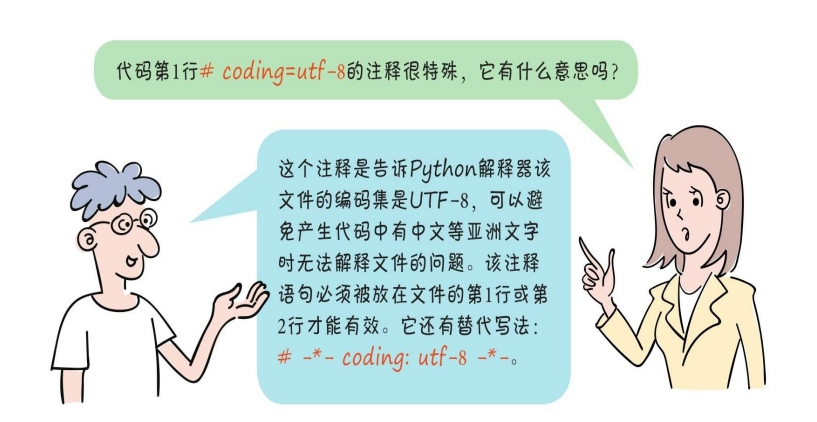 代码第1行# coding=utf-8的注释很特殊，它有什么意思吗？
这个注释是告诉Python解释器该
文件的编码集是UTF-8，可以避
免产生代码中有中文等亚洲文字
时无法解释文件的问题。该注释
语句必须被放在文件的第1行或第
2行才能有效。它还有替代写法：
# -*- coding: utf-8 -*-。